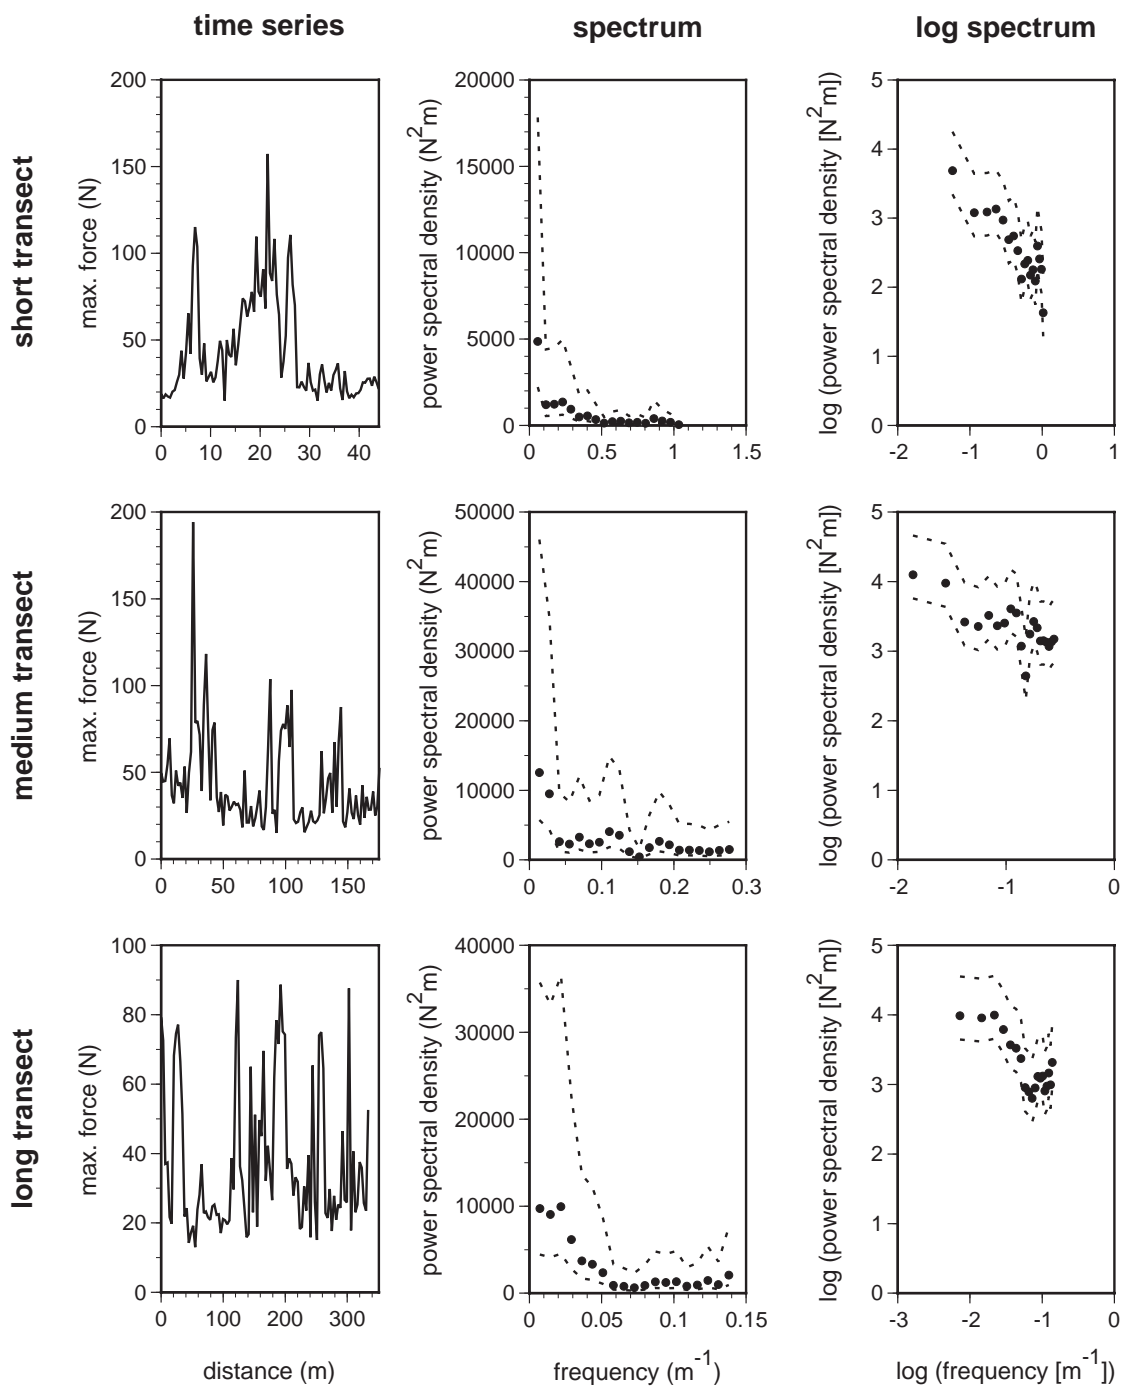 time series
spectrum
log spectrum
short transect
max. force (N)
200
150
100
50
0
0 10 20 30 40
power spectral density (N²m)
20000
15000
10000
5000
0
0 0.5 1 1.5
log (power spectral density [N²m])
5
4
3
2
1
0
-2 -1 0 1
medium transect
max. force (N)
200
150
100
50
0
0 50 100 150
power spectral density (N²m)
50000
40000
30000
20000
10000
0
0 0.1 0.2 0.3
log (power spectral density [N²m])
5
4
3
2
1
0
-2 -1 0
long transect
max. force (N)
100
80
60
40
20
0
0 100 200 300
distance (m)
power spectral density (N²m)
40000
30000
20000
10000
0
0 0.05 0.1 0.15
frequency (m⁻¹)
log (power spectral density [N²m])
5
4
3
2
1
0
-3 -2 -1 0
log (frequency [m⁻¹])